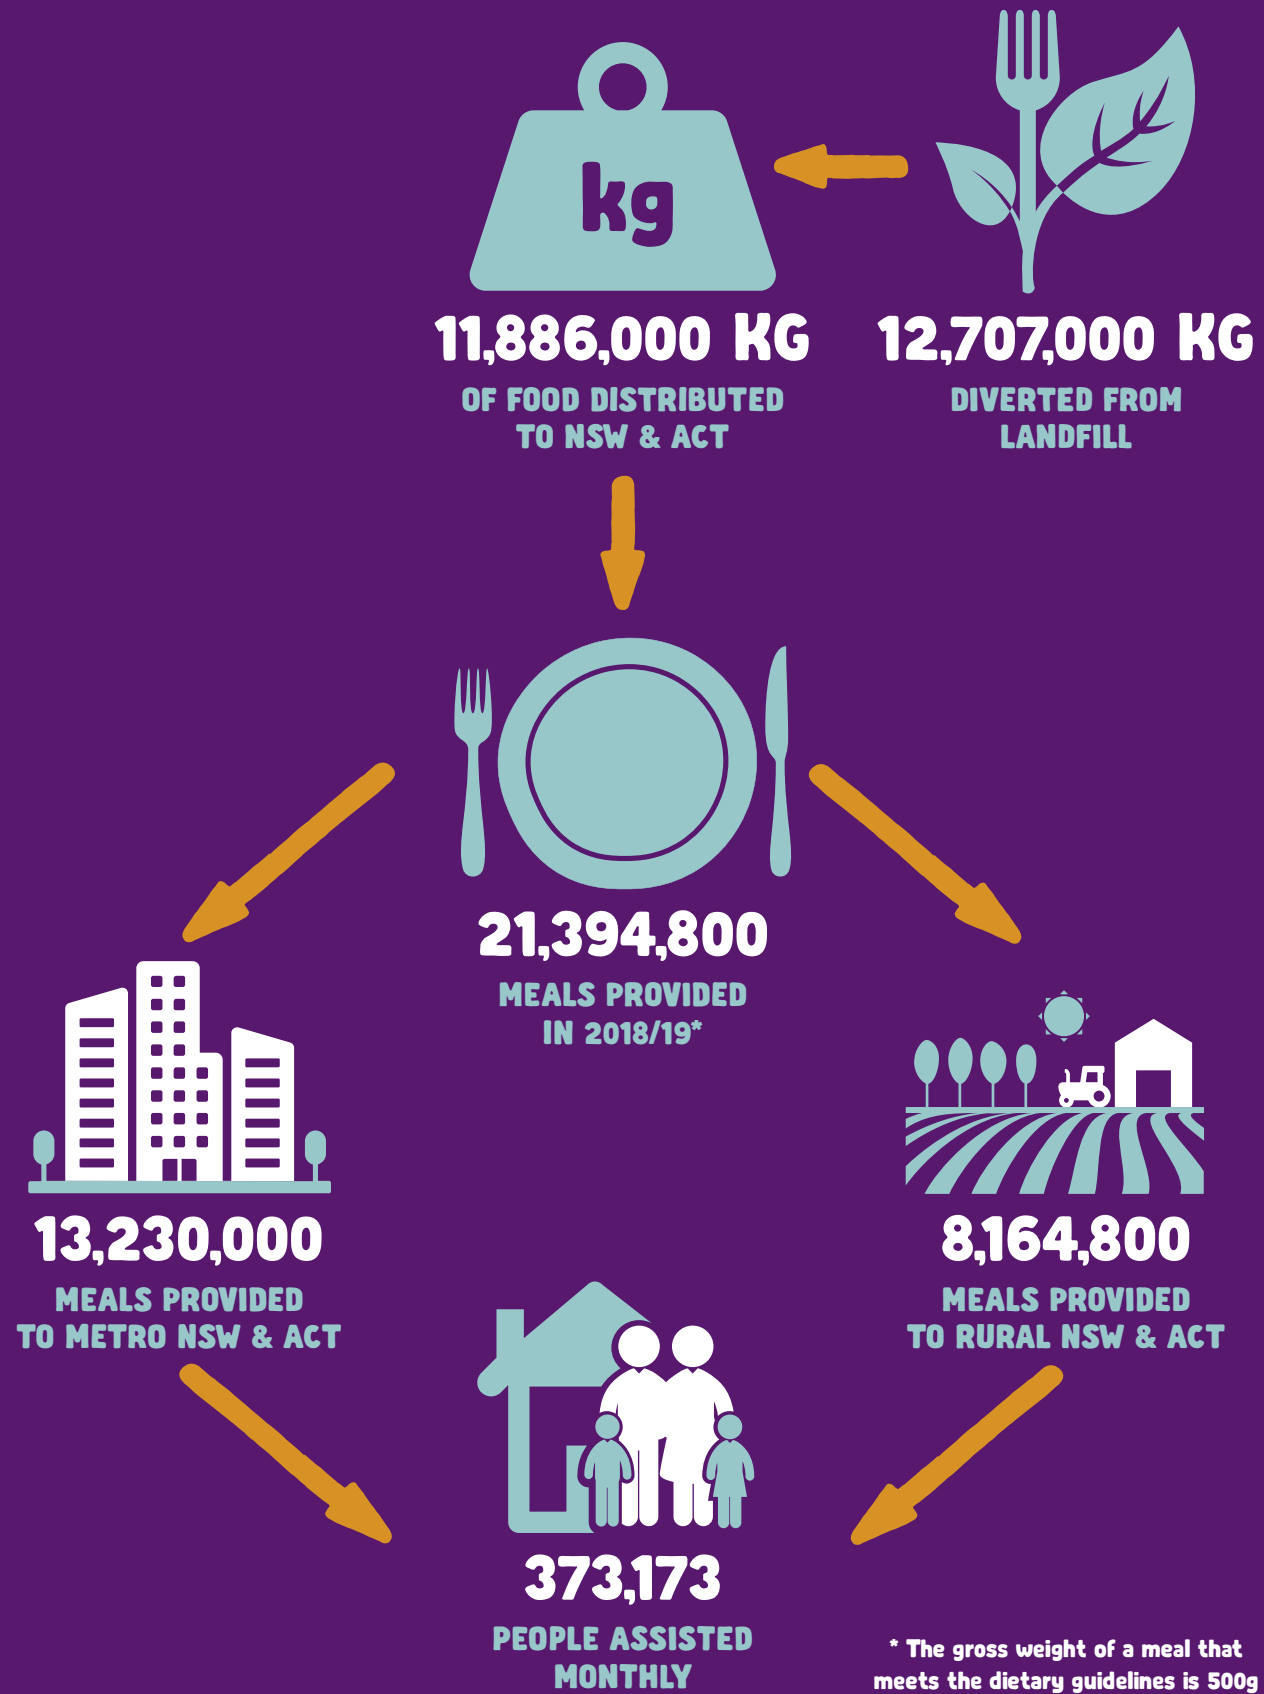 kg
11,886,000 KG
OF FOOD DISTRIBUTED
TO NSW & ACT
12,707,000 KG
DIVERTED FROM
LANDFILL
21,394,800
MEALS PROVIDED
IN 2018/19*
13,230,000
MEALS PROVIDED
TO METRO NSW & ACT
8,164,800
MEALS PROVIDED
TO RURAL NSW & ACT
373,173
PEOPLE ASSISTED
MONTHLY
* The gross weight of a meal that
meets the dietary guidelines is 500g